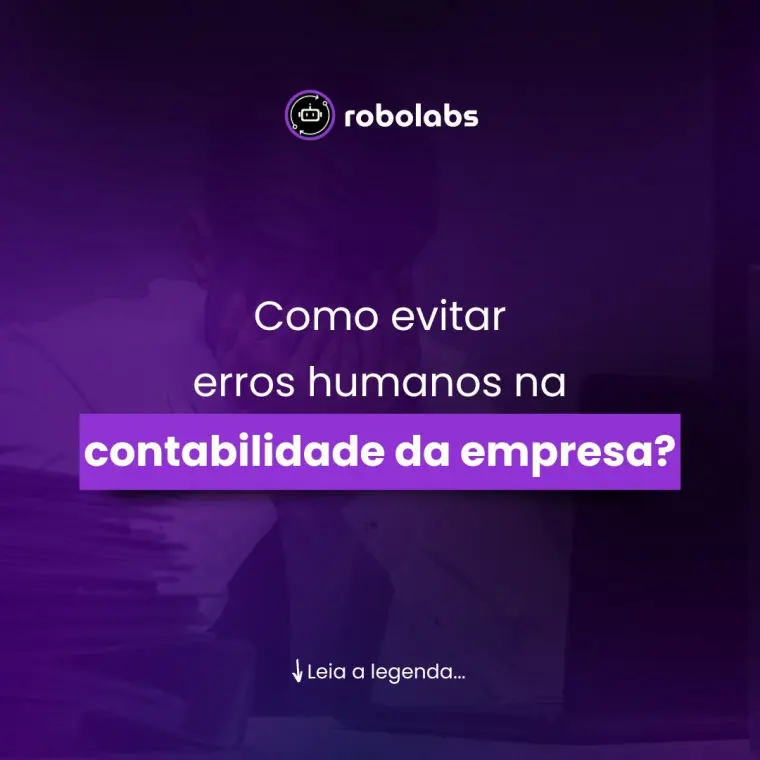 robolabs
Como evitar
erros humanos na
contabilidade da empresa?
Leia a legenda...